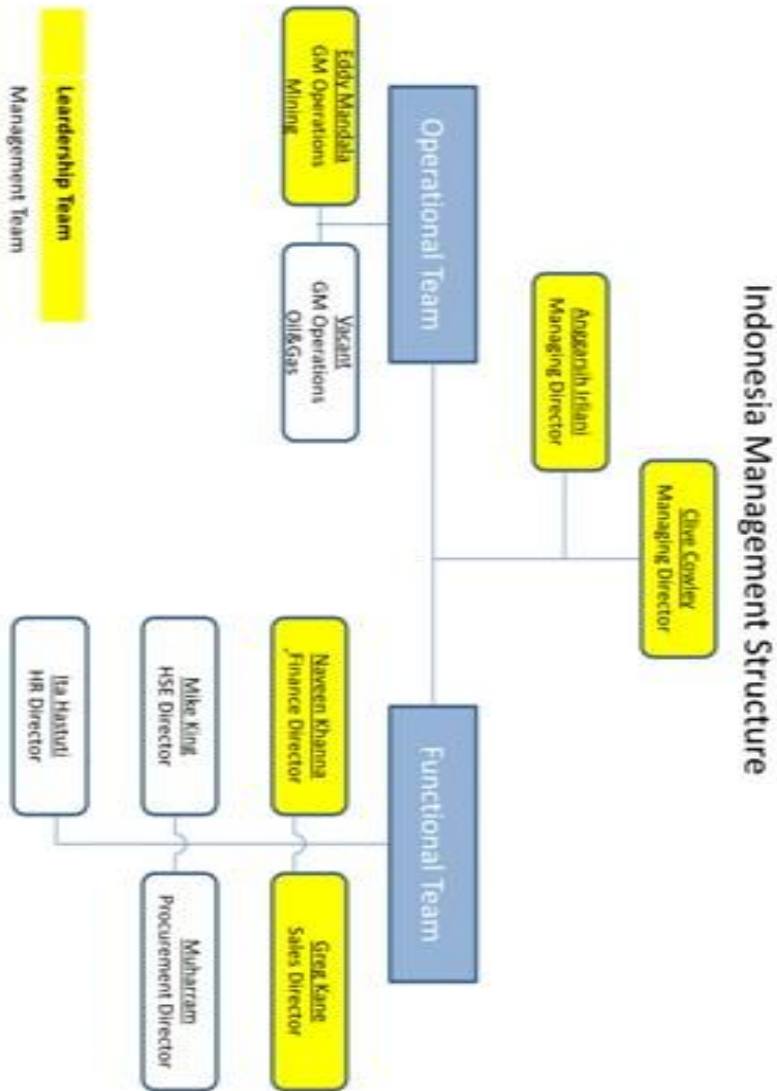 Indonesia Management Structure
Clive Cowley
Managing Director
Anggarsih Irliani
Managing Director
Operational Team
Functional Team
Eddy Mandala
GM Operations
Mining
Vacant
GM Operations
Oil&Gas
Naveen Khanna
,Finance Director
Greg Kane
Sales Director
Mike King
HSE Director
Muharram
Procurement Director
Ita Hastuti
HR Director
Leardership Team
Management Team